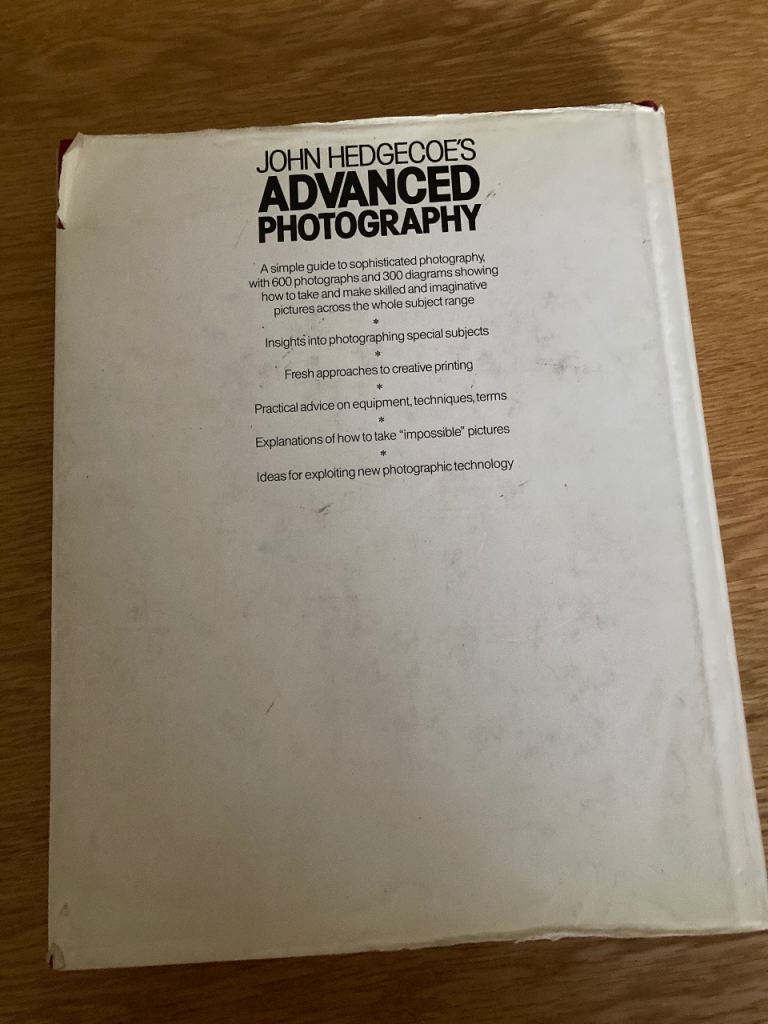 JOHN HEDGECOE'S
ADVANCED
PHOTOGRAPHY
A simple guide to sophisticated photography,
with 600 photographs and 300 diagrams showing
how to take and make skilled and imaginative
pictures across the whole subject range
*
Insights into photographing special subjects
*
Fresh approaches to creative printing
*
Practical advice on equipment, techniques, terms
*
Explanations of how to take "impossible" pictures
*
Ideas for exploiting new photographic technology